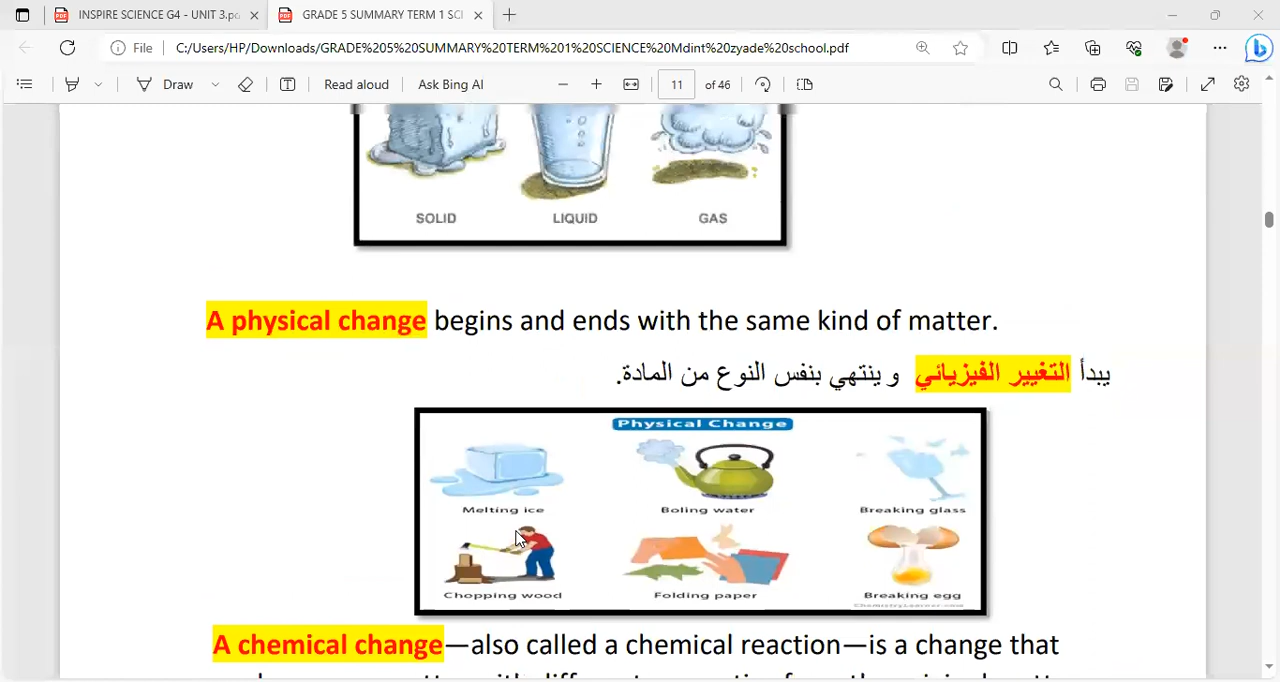 INSPIRE SCIENCE G4 - UNIT 3.p
GRADE 5 SUMMARY TERM 1 SCI
File
C:/Users/HP/Downloads/GRADE%205%20SUMMARY%20TERM%201%20SCIENCE%20Mdint%20zyade%20school.pdf
Draw
Read aloud
Ask Bing AI
11
of 46
SOLID LIQUID GAS
A physical change begins and ends with the same kind of matter.
يبدأ التغيير الفيزيائي و ينتهي بنفس النوع من المادة.
Physical Change
Melting ice Boling water Breaking glass
Chopping wood Folding paper Breaking egg
A chemical change—also called a chemical reaction—is a change that